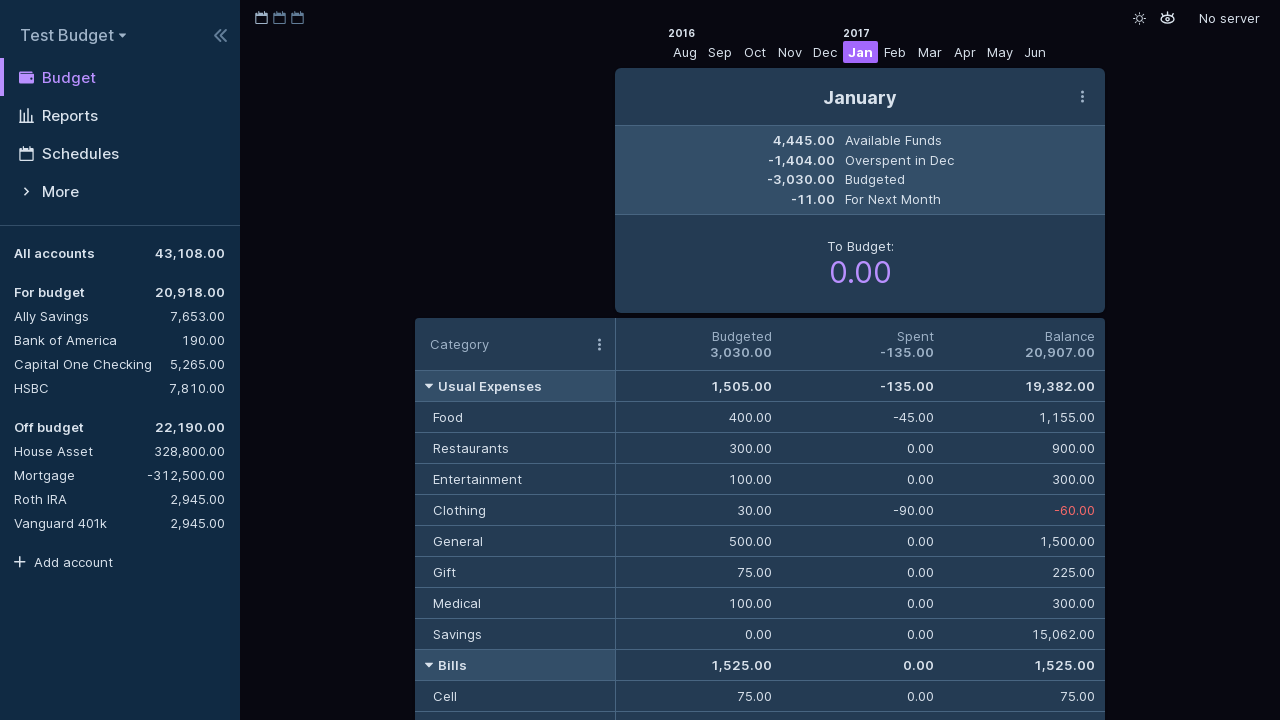 Test Budget
Budget
Reports
Schedules
More
All accounts 43,108.00
For budget 20,918.00
Ally Savings 7,653.00
Bank of America 190.00
Capital One Checking 5,265.00
HSBC 7,810.00
Off budget 22,190.00
House Asset 328,800.00
Mortgage -312,500.00
Roth IRA 2,945.00
Vanguard 401k 2,945.00
Add account
No server
2016 2017
Aug Sep Oct Nov Dec Jan Feb Mar Apr May Jun
January
4,445.00 Available Funds
-1,404.00 Overspent in Dec
-3,030.00 Budgeted
-11.00 For Next Month
To Budget:
0.00
Category Budgeted Spent Balance
3,030.00 -135.00 20,907.00
Usual Expenses 1,505.00 -135.00 19,382.00
Food 400.00 -45.00 1,155.00
Restaurants 300.00 0.00 900.00
Entertainment 100.00 0.00 300.00
Clothing 30.00 -90.00 -60.00
General 500.00 0.00 1,500.00
Gift 75.00 0.00 225.00
Medical 100.00 0.00 300.00
Savings 0.00 0.00 15,062.00
Bills 1,525.00 0.00 1,525.00
Cell 75.00 0.00 75.00